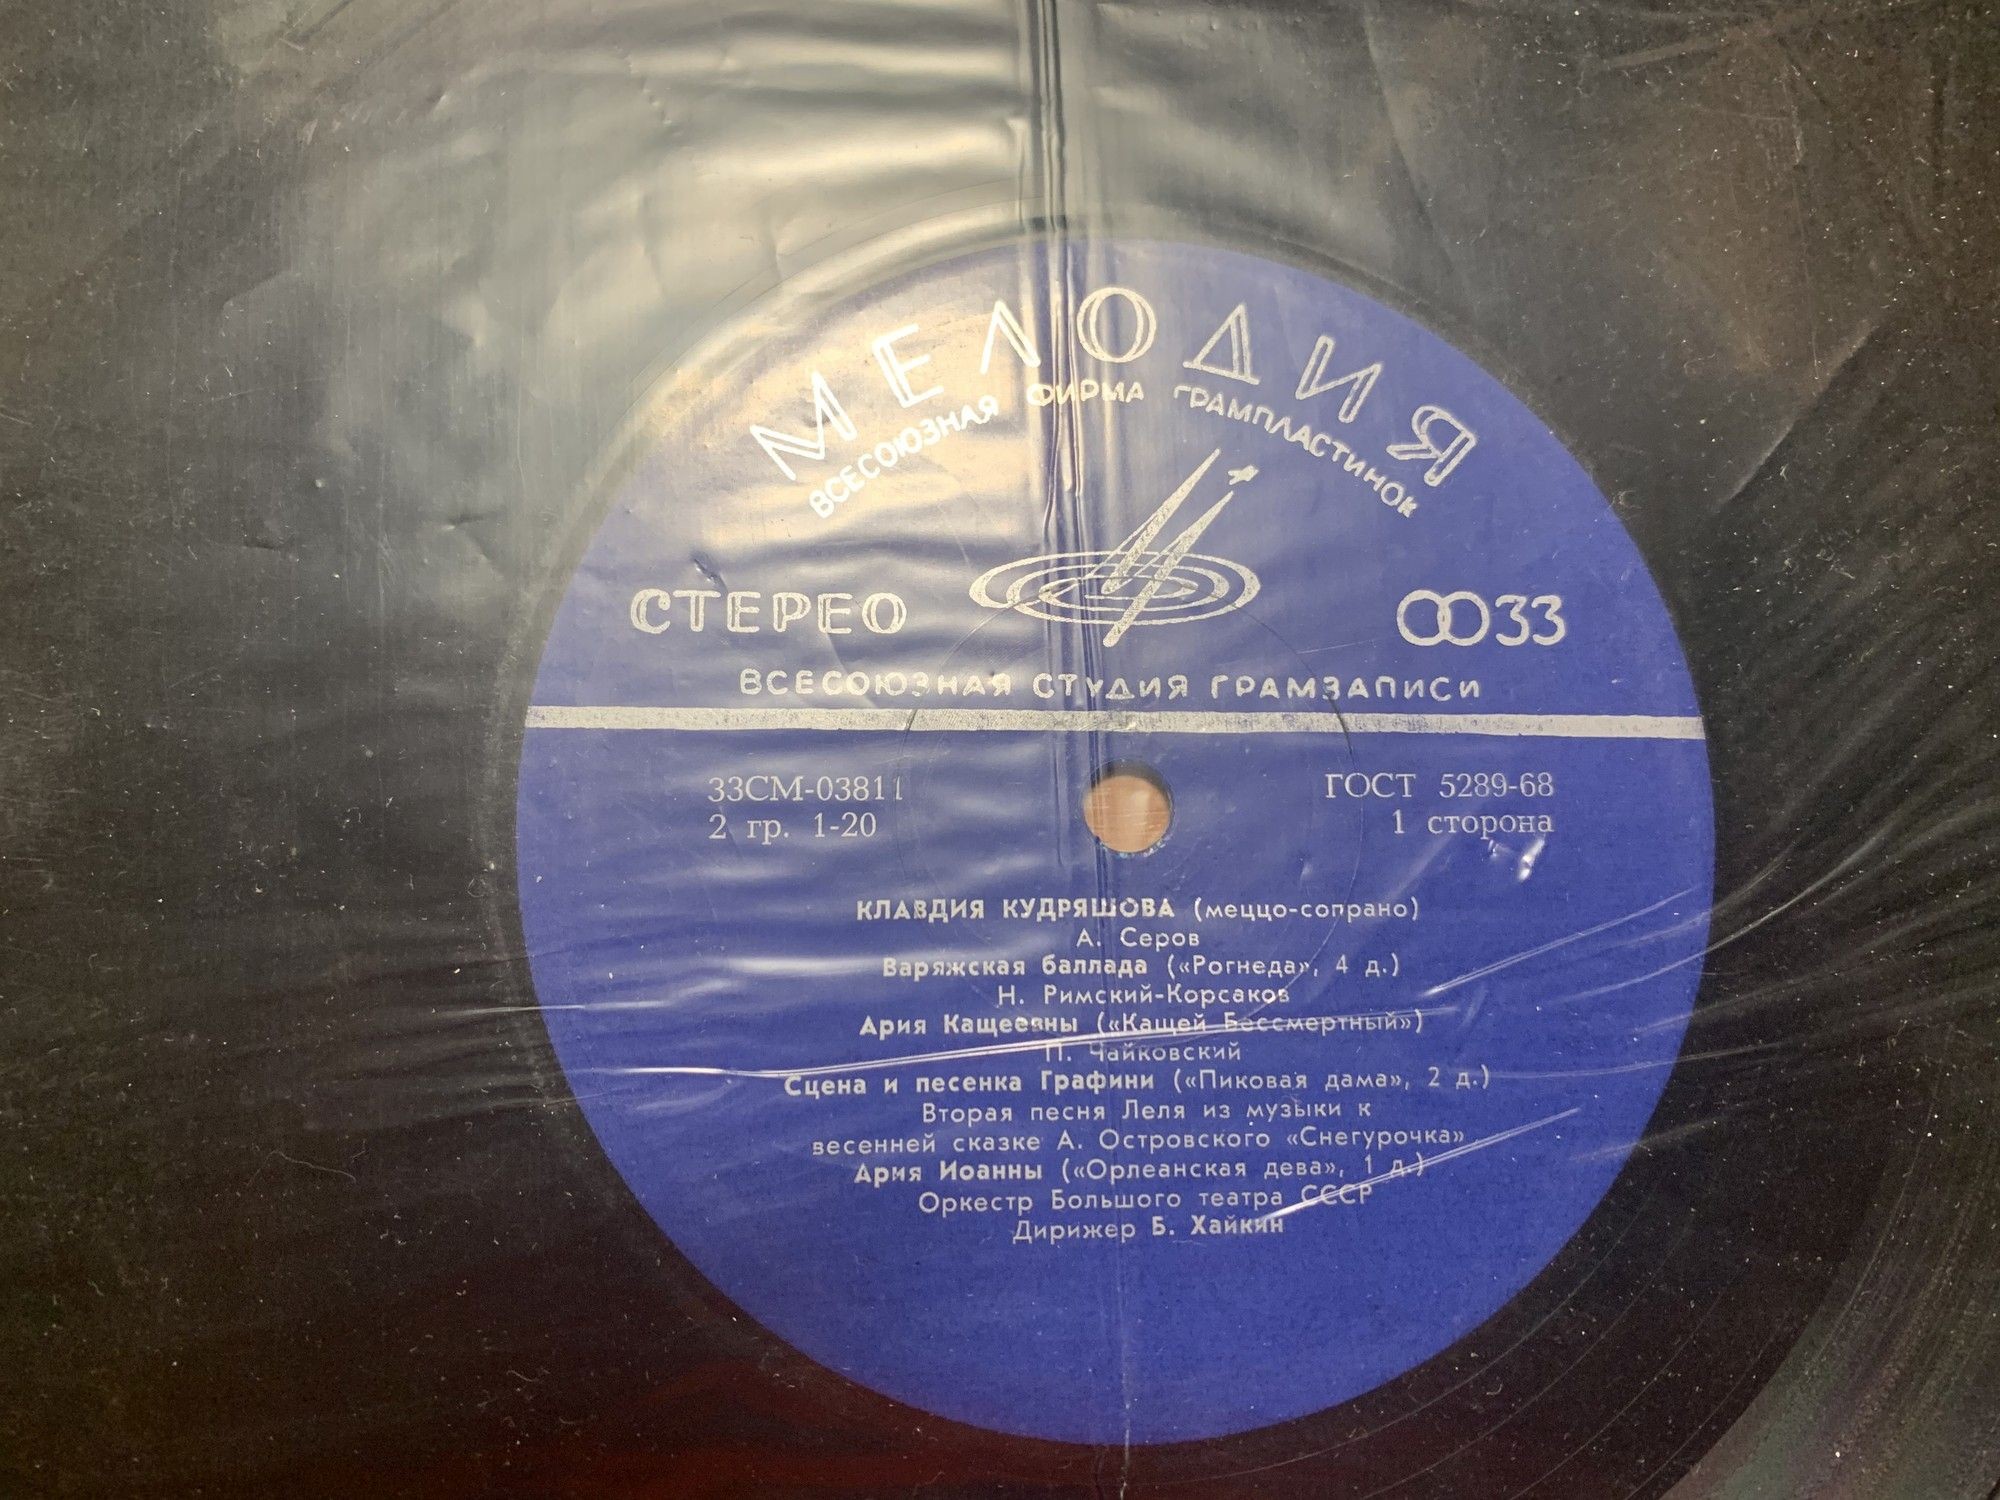 МЕЛОДИЯ
ВСЕСОЮЗНАЯ ФИРМА ГРАМПЛАСТИНОК
СТЕРЕО
33
ВСЕСОЮЗНАЯ СТУДИЯ ГРАМЗАПИСИ
33СМ-03811
ГОСТ 5289-68
2 гр. 1-20
1 сторона
КЛАВДИЯ КУДРЯШОВА (меццо-сопрано)
А. Серов
Варяжская баллада («Рогнеда», 4 д.)
Н. Римский-Корсаков
Ария Кащеевны («Кащей Бессмертный»)
П. Чайковский
Сцена и песенка Графини («Пиковая дама», 2 д.)
Вторая песня Леля из музыки к
весенней сказке А. Островского «Снегурочка»
Ария Иоанны («Орлеанская дева», 1 д.)
Оркестр Большого театра СССР
Дирижер Б. Хайкин